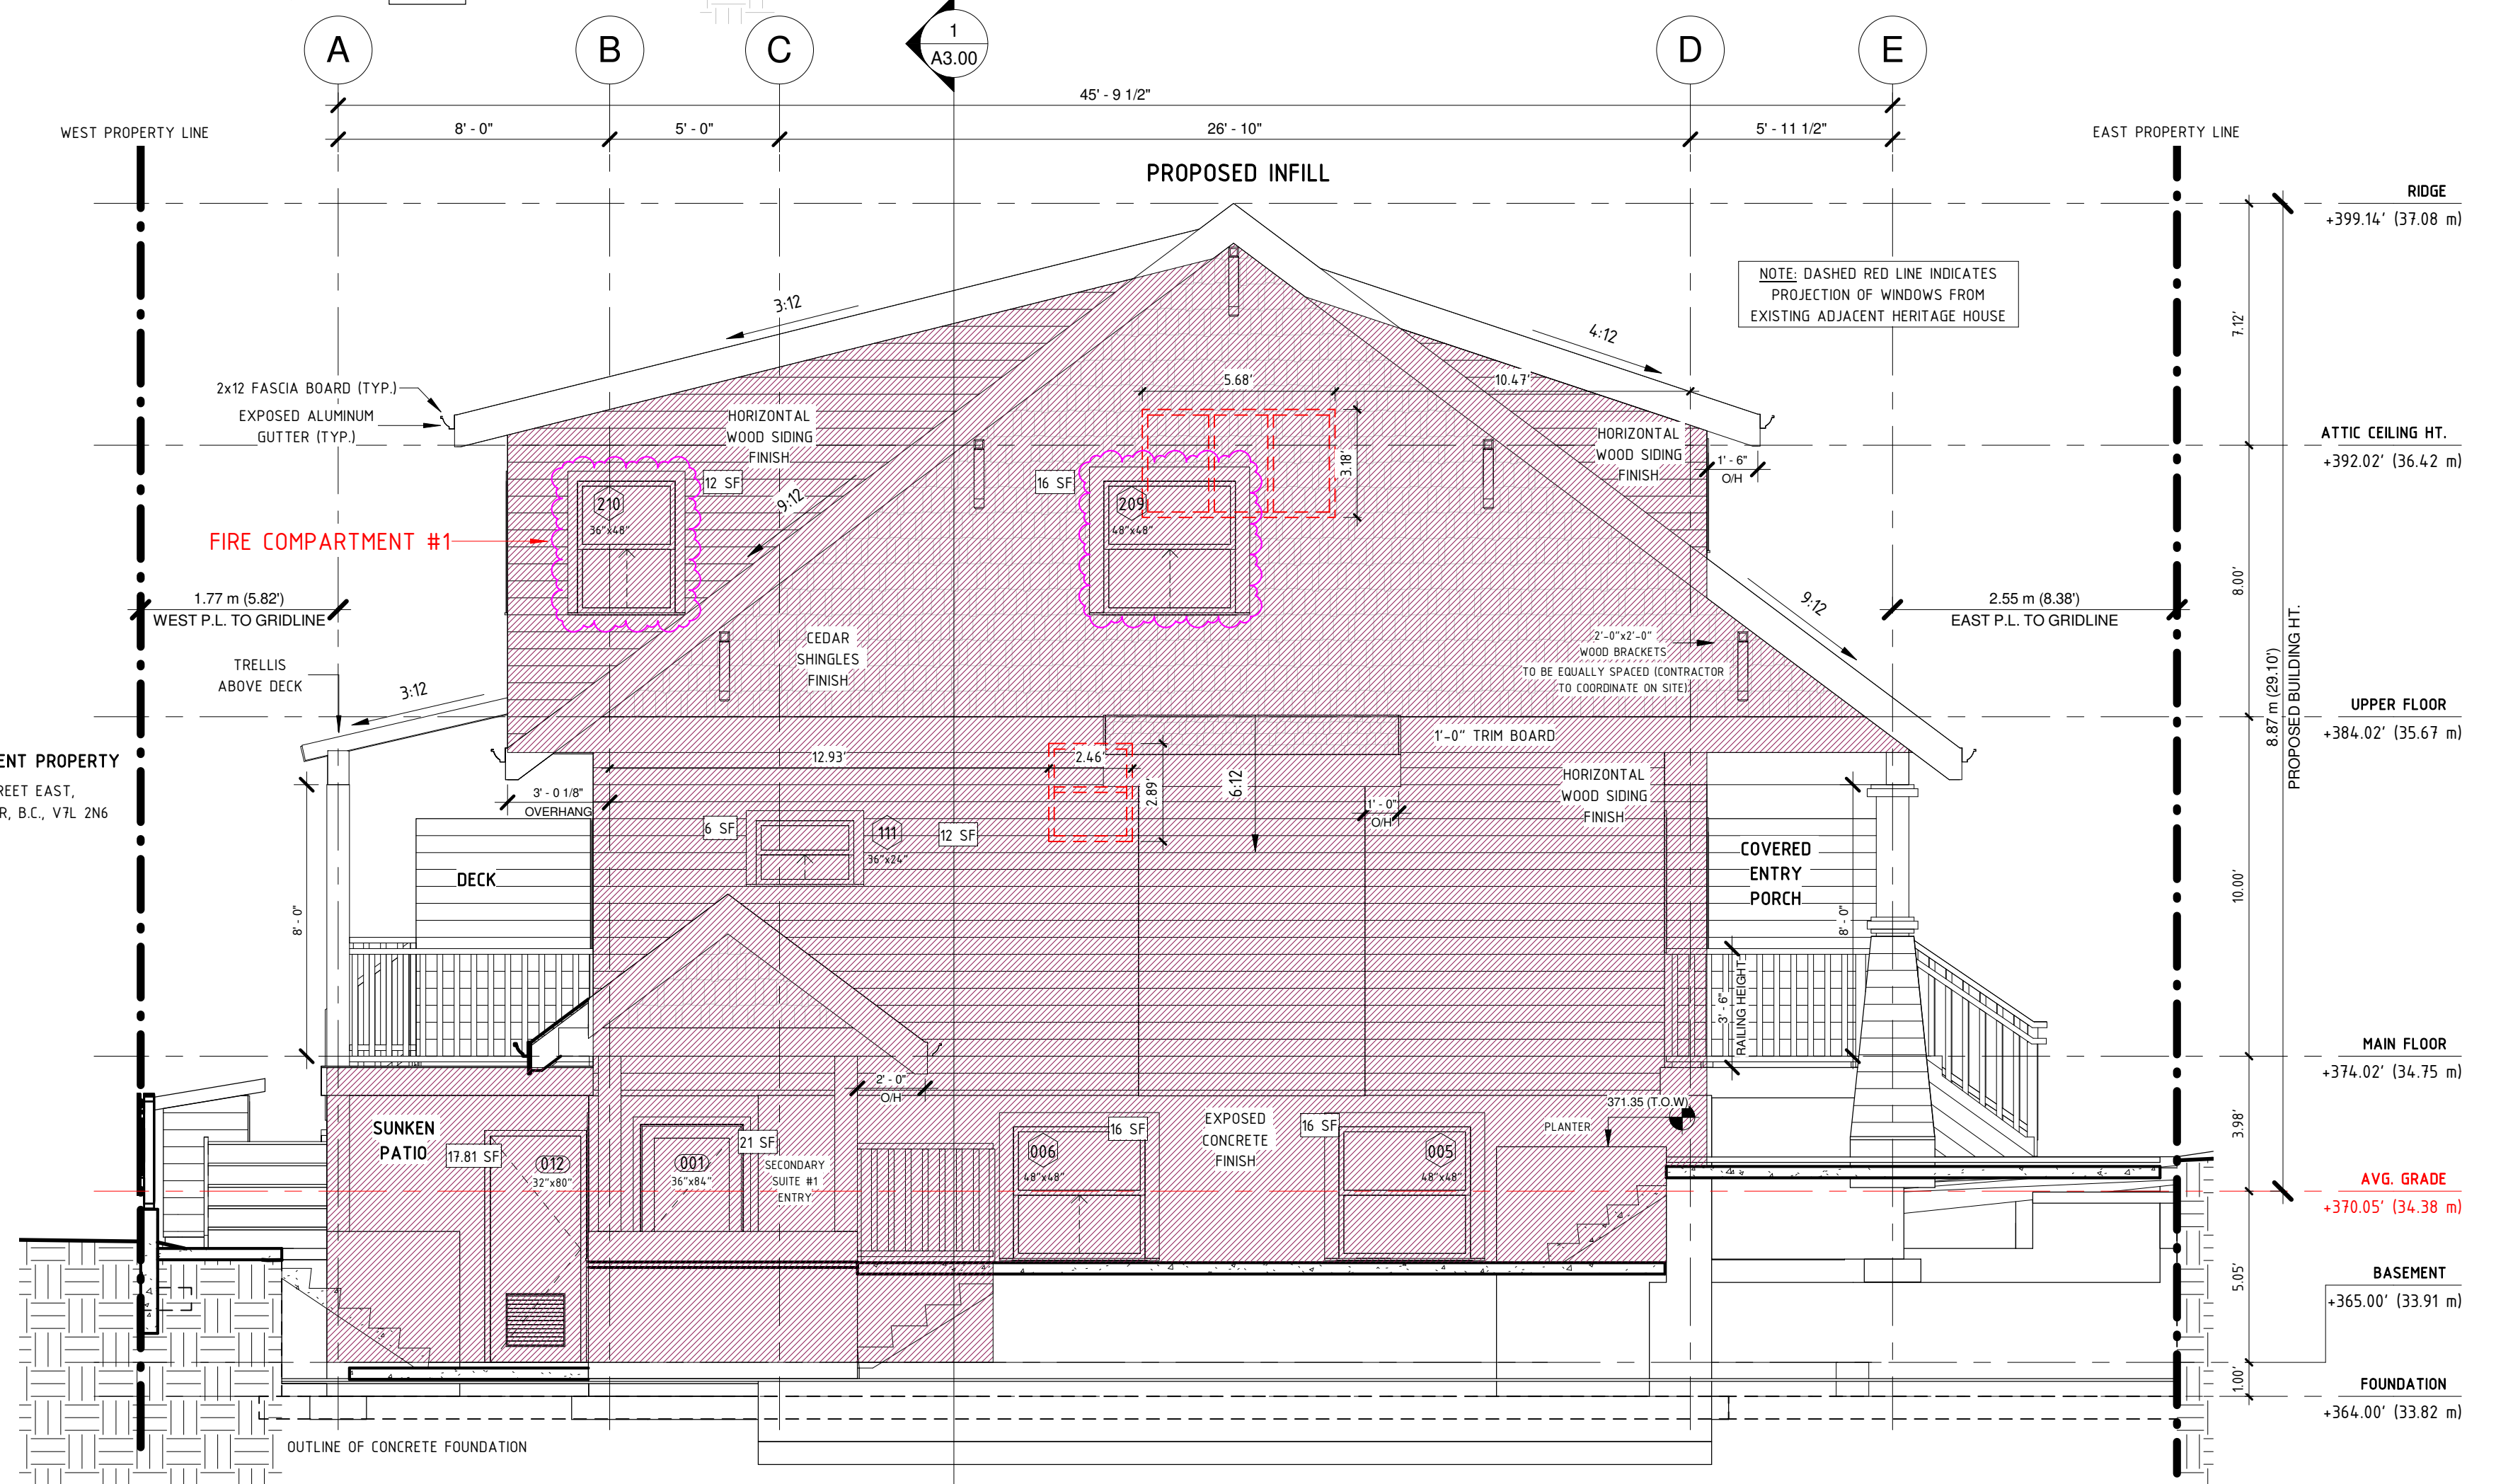 A
B
C
1
A3.00
D
E
45' - 9 1/2"
8' - 0"
5' - 0"
26' - 10"
5' - 11 1/2"
WEST PROPERTY LINE
EAST PROPERTY LINE
PROPOSED INFILL
RIDGE
+399.14' (37.08 m)
NOTE: DASHED RED LINE INDICATES
PROJECTION OF WINDOWS FROM
EXISTING ADJACENT HERITAGE HOUSE
3:12
4:12
7.12'
2x12 FASCIA BOARD (TYP.)
EXPOSED ALUMINUM
GUTTER (TYP.)
5.68'
10.47'
HORIZONTAL
WOOD SIDING
FINISH
HORIZONTAL
WOOD SIDING
FINISH
ATTIC CEILING HT.
+392.02' (36.42 m)
1' - 6"
O/H
3.18'
12 SF
16 SF
210
36"x48"
209
48"x48"
9:12
FIRE COMPARTMENT #1
8.00'
1.77 m (5.82')
WEST P.L. TO GRIDLINE
9:12
2.55 m (8.38')
EAST P.L. TO GRIDLINE
CEDAR
SHINGLES
FINISH
2'-0"x2'-0"
WOOD BRACKETS
TO BE EQUALLY SPACED (CONTRACTOR
TO COORDINATE ON SITE)
TRELLIS
ABOVE DECK
3:12
8.87 m (29.10')
PROPOSED BUILDING HT.
UPPER FLOOR
+384.02' (35.67 m)
1'-0" TRIM BOARD
ENT PROPERTY
REET EAST,
R, B.C., V7L 2N6
12.93'
2.46'
2.89'
6:12
HORIZONTAL
WOOD SIDING
FINISH
3' - 0 1/8"
OVERHANG
1' - 0"
O/H
6 SF
111
36"x24"
12 SF
DECK
COVERED
ENTRY
PORCH
8' - 0"
8' - 0"
10.00'
3' - 6"
RAILING HEIGHT
MAIN FLOOR
+374.02' (34.75 m)
2' - 0"
O/H
371.35 (T.O.W)
SUNKEN
PATIO
17.81 SF
012
32"x80"
001
36"x84"
21 SF
SECONDARY
SUITE #1
ENTRY
006
48"x48"
16 SF
EXPOSED
CONCRETE
FINISH
16 SF
005
48"x48"
PLANTER
3.98'
AVG. GRADE
+370.05' (34.38 m)
5.05'
BASEMENT
+365.00' (33.91 m)
1.00'
FOUNDATION
+364.00' (33.82 m)
OUTLINE OF CONCRETE FOUNDATION